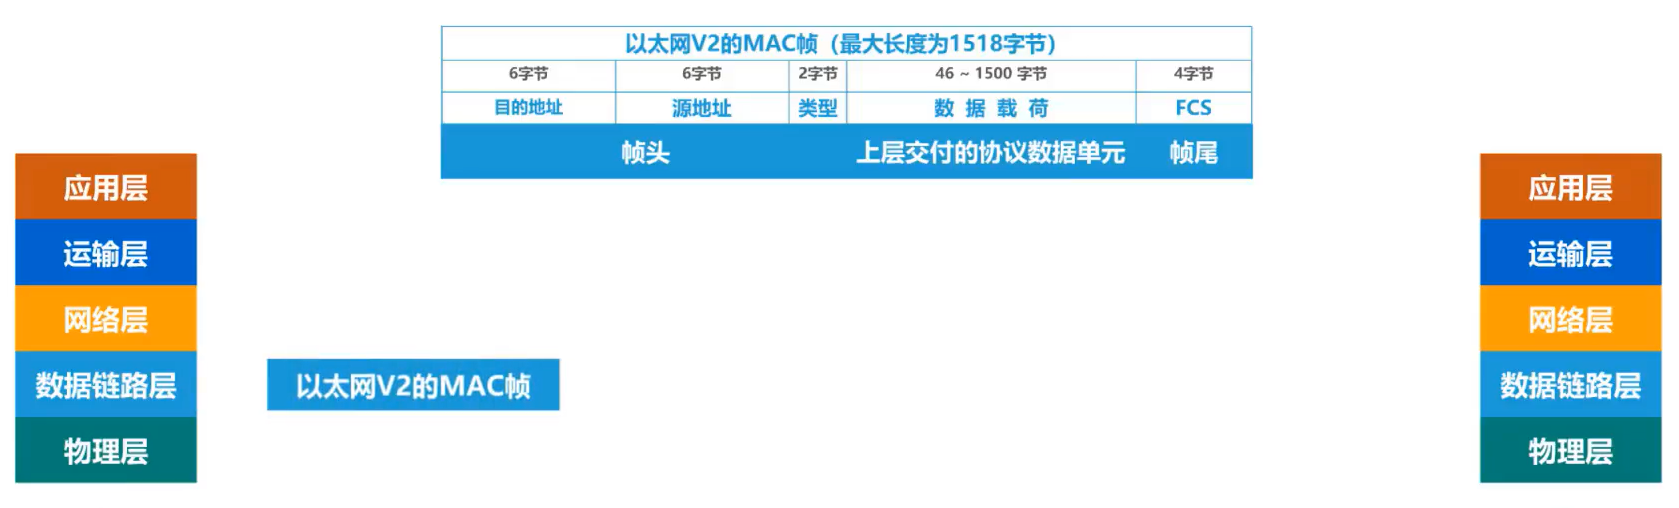 以太网V2的MAC帧（最大长度为1518字节）
6字节 6字节 2字节 46 ~ 1500 字节 4字节
目的地址 源地址 类型 数 据 载 荷 FCS
帧头 上层交付的协议数据单元 帧尾
应用层
运输层
网络层
数据链路层
物理层
以太网V2的MAC帧
应用层
运输层
网络层
数据链路层
物理层